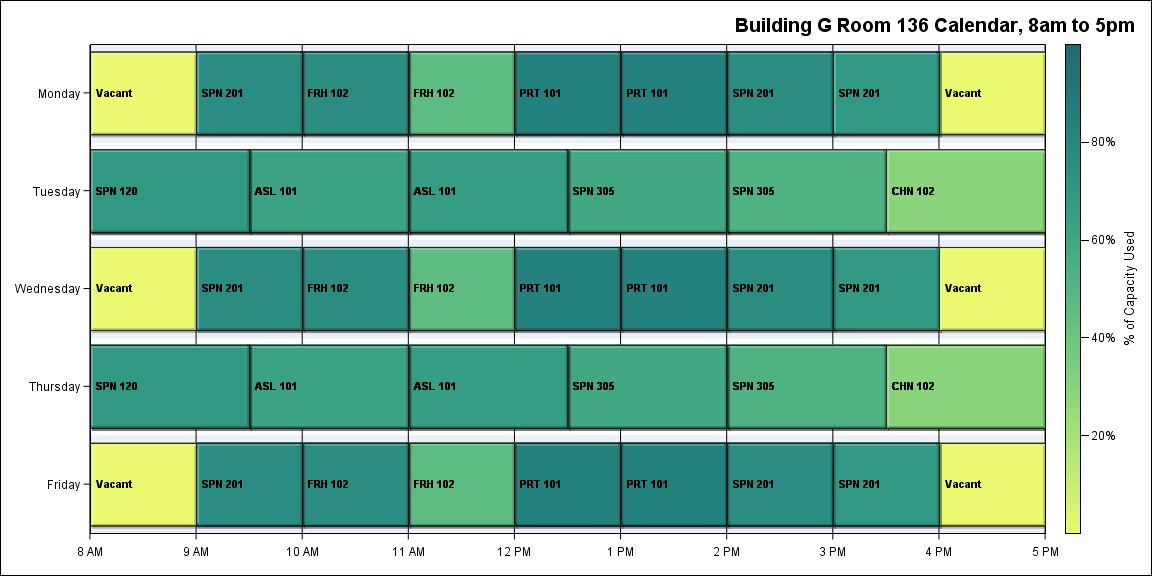 Building G Room 136 Calendar, 8am to 5pm
Monday
Vacant
SPN 201
FRH 102
FRH 102
PRT 101
PRT 101
SPN 201
SPN 201
Vacant
Tuesday
SPN 120
ASL 101
ASL 101
SPN 305
SPN 305
CHN 102
Wednesday
Vacant
SPN 201
FRH 102
FRH 102
PRT 101
PRT 101
SPN 201
SPN 201
Vacant
Thursday
SPN 120
ASL 101
ASL 101
SPN 305
SPN 305
CHN 102
Friday
Vacant
SPN 201
FRH 102
FRH 102
PRT 101
PRT 101
SPN 201
SPN 201
Vacant
8 AM
9 AM
10 AM
11 AM
12 PM
1 PM
2 PM
3 PM
4 PM
5 PM
80%
60%
40%
20%
% of Capacity Used